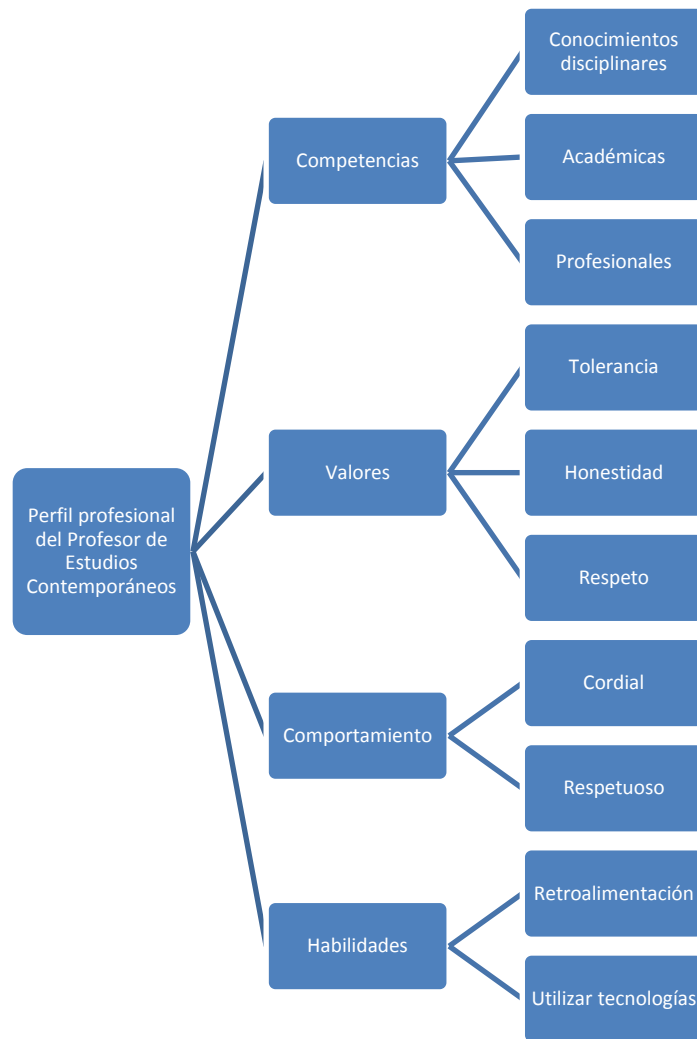 Perfil profesional
del Profesor de
Estudios
Contemporáneos
Competencias
Conocimientos
disciplinares
Académicas
Profesionales
Valores
Tolerancia
Honestidad
Respeto
Comportamiento
Cordial
Respetuoso
Habilidades
Retroalimentación
Utilizar tecnologías